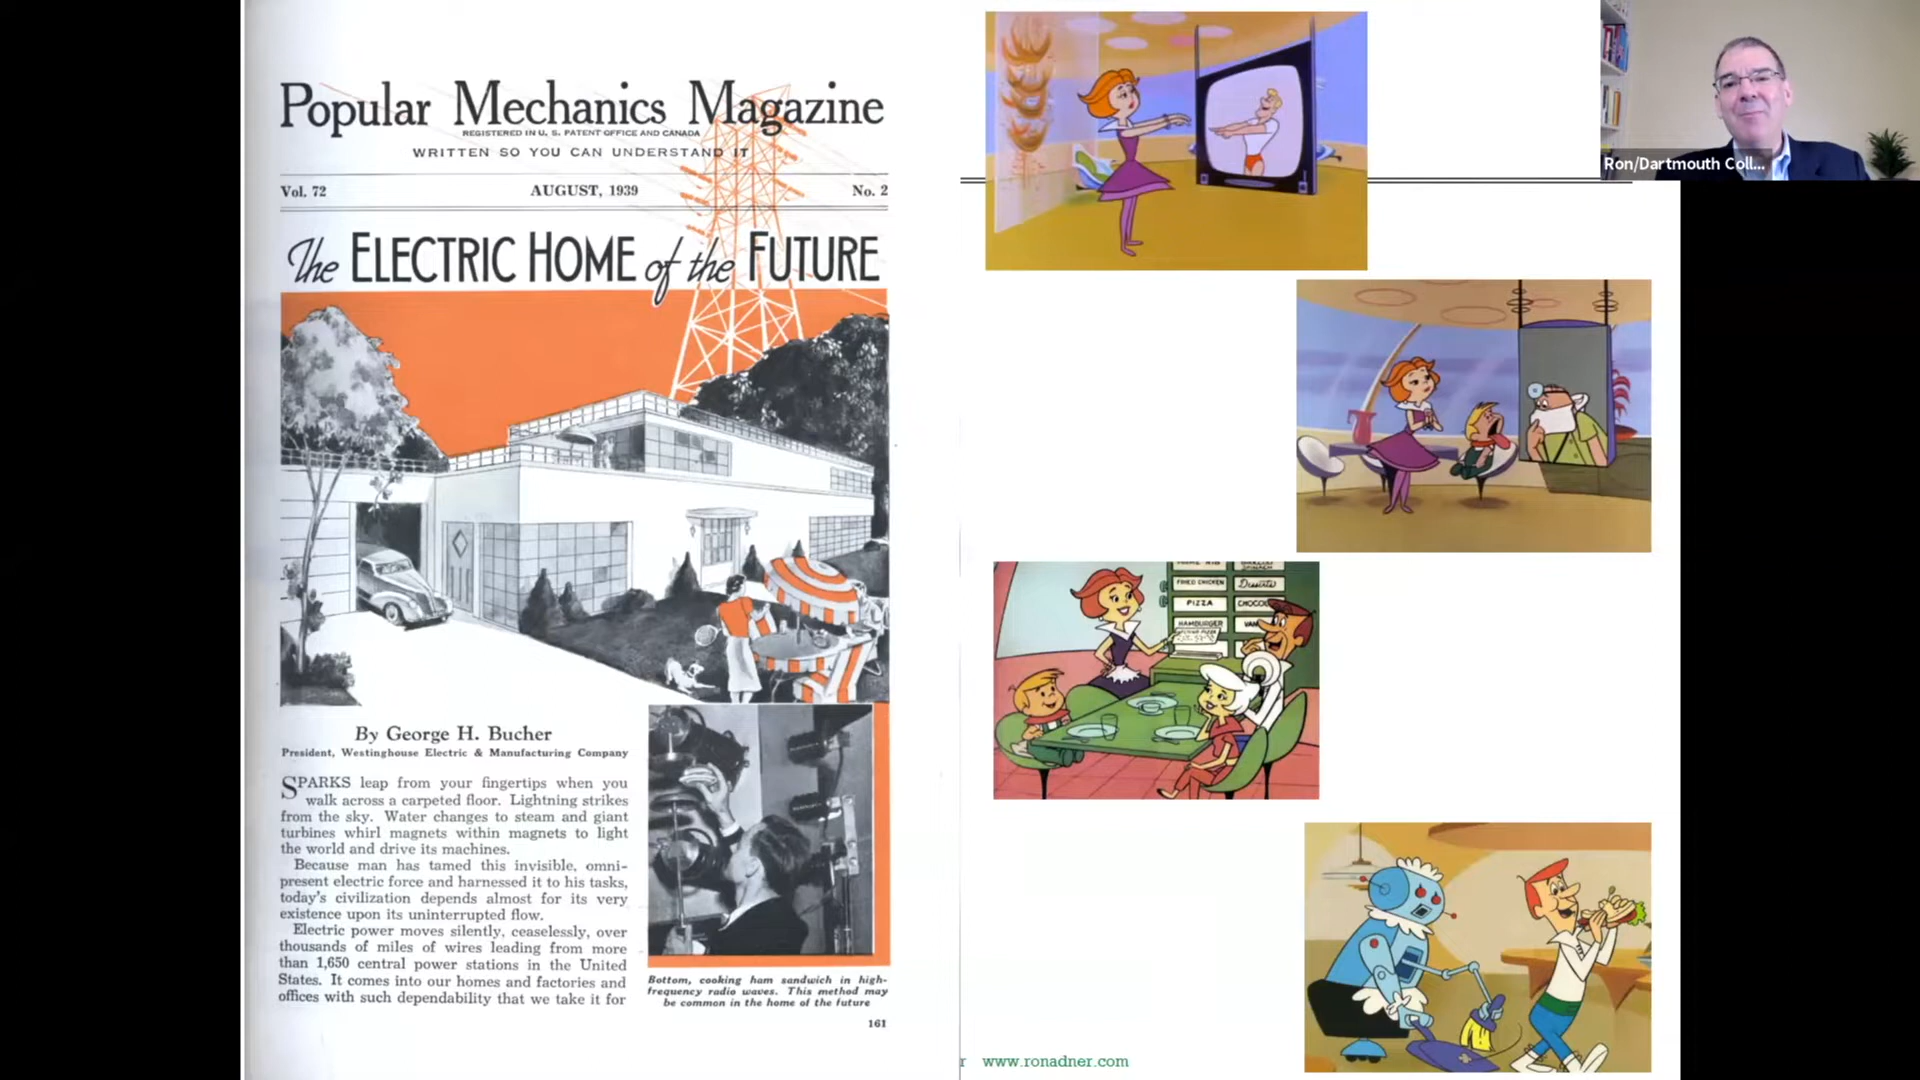 Popular Mechanics Magazine
REGISTERED IN U. S. PATENT OFFICE AND CANADA
WRITTEN SO YOU CAN UNDERSTAND IT
Vol. 72 AUGUST, 1939 No. 2
The ELECTRIC HOME of the FUTURE
By George H. Bucher
President, Westinghouse Electric & Manufacturing Company
SPARKS leap from your fingertips when you
walk across a carpeted floor. Lightning strikes
from the sky. Water changes to steam and giant
turbines whirl magnets within magnets to light
the world and drive its machines.
Because man has tamed this invisible, omni-
present electric force and harnessed it to his tasks,
today's civilization depends almost for its very
existence upon its uninterrupted flow.
Electric power moves silently, ceaselessly, over
thousands of miles of wires leading from more
than 1,650 central power stations in the United
States. It comes into our homes and factories and
offices with such dependability that we take it for
Bottom, cooking ham sandwich in high-
frequency radio waves. This method may
be common in the home of the future
161
Ron/Dartmouth Coll...
FRIED CHICKEN Desserts
PIZZA CHOCO
HAMBURGER VAN
r www.ronadner.com